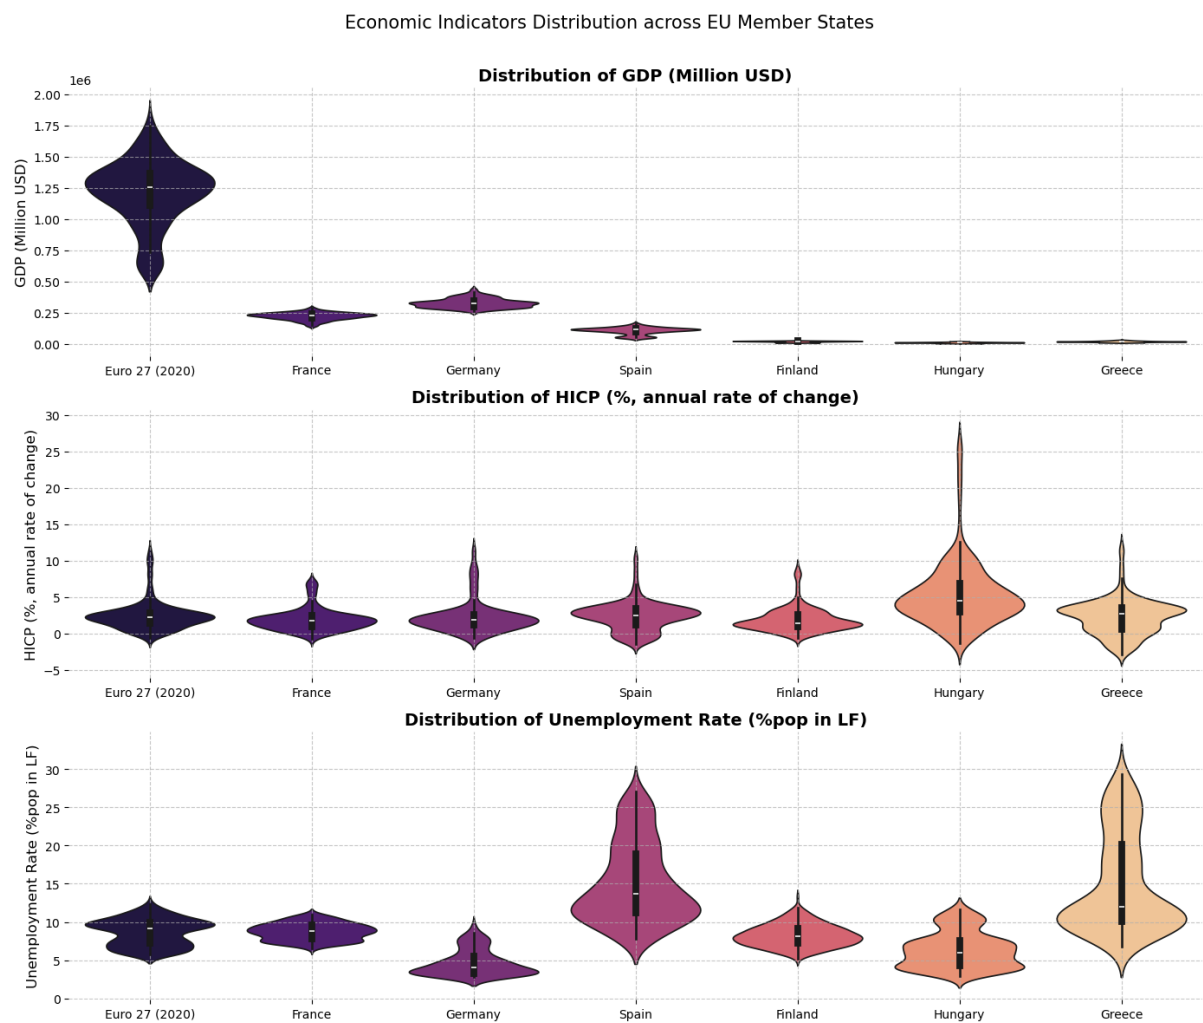 Economic Indicators Distribution across EU Member States
Distribution of GDP (Million USD)
1e6
GDP (Million USD)
2.00
1.75
1.50
1.25
1.00
0.75
0.50
0.25
0.00
Euro 27 (2020) France Germany Spain Finland Hungary Greece
Distribution of HICP (%, annual rate of change)
HICP (%, annual rate of change)
30
25
20
15
10
5
0
−5
Euro 27 (2020) France Germany Spain Finland Hungary Greece
Distribution of Unemployment Rate (%pop in LF)
Unemployment Rate (%pop in LF)
30
25
20
15
10
5
0
Euro 27 (2020) France Germany Spain Finland Hungary Greece